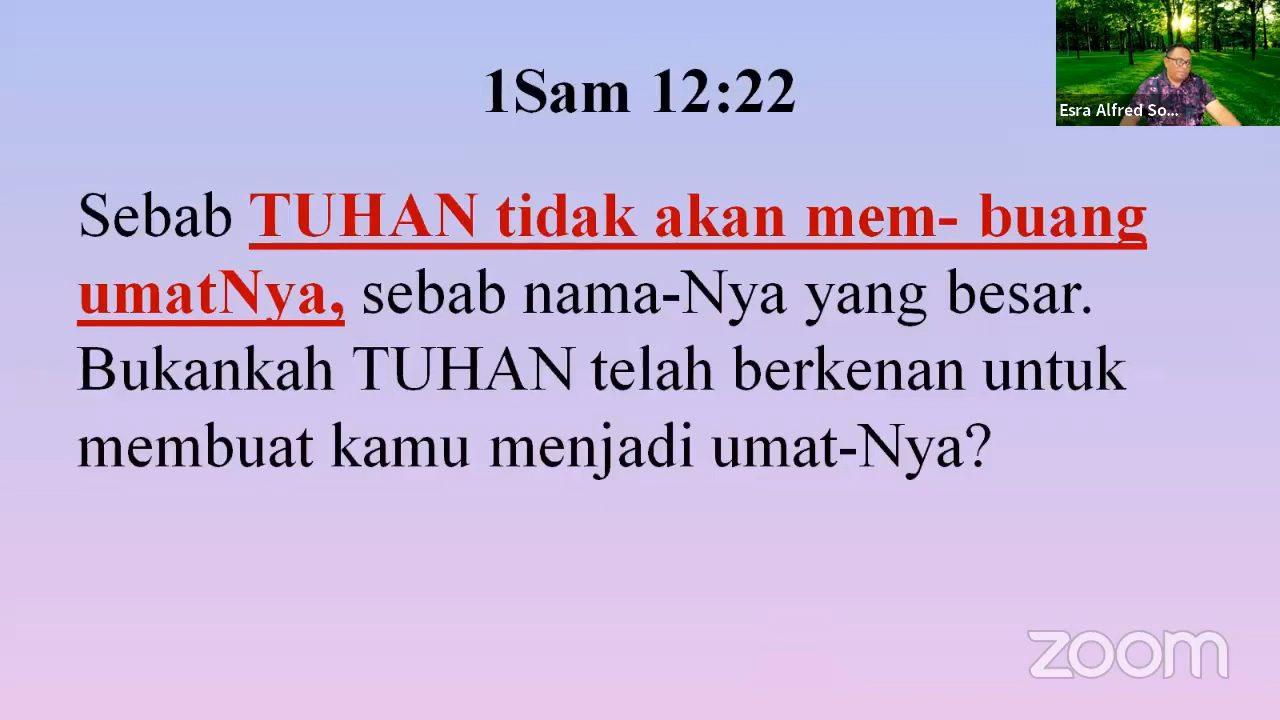 1Sam 12:22
Esra Alfred So...
Sebab TUHAN tidak akan mem- buang
umatNya, sebab nama-Nya yang besar.
Bukankah TUHAN telah berkenan untuk
membuat kamu menjadi umat-Nya?
zoom